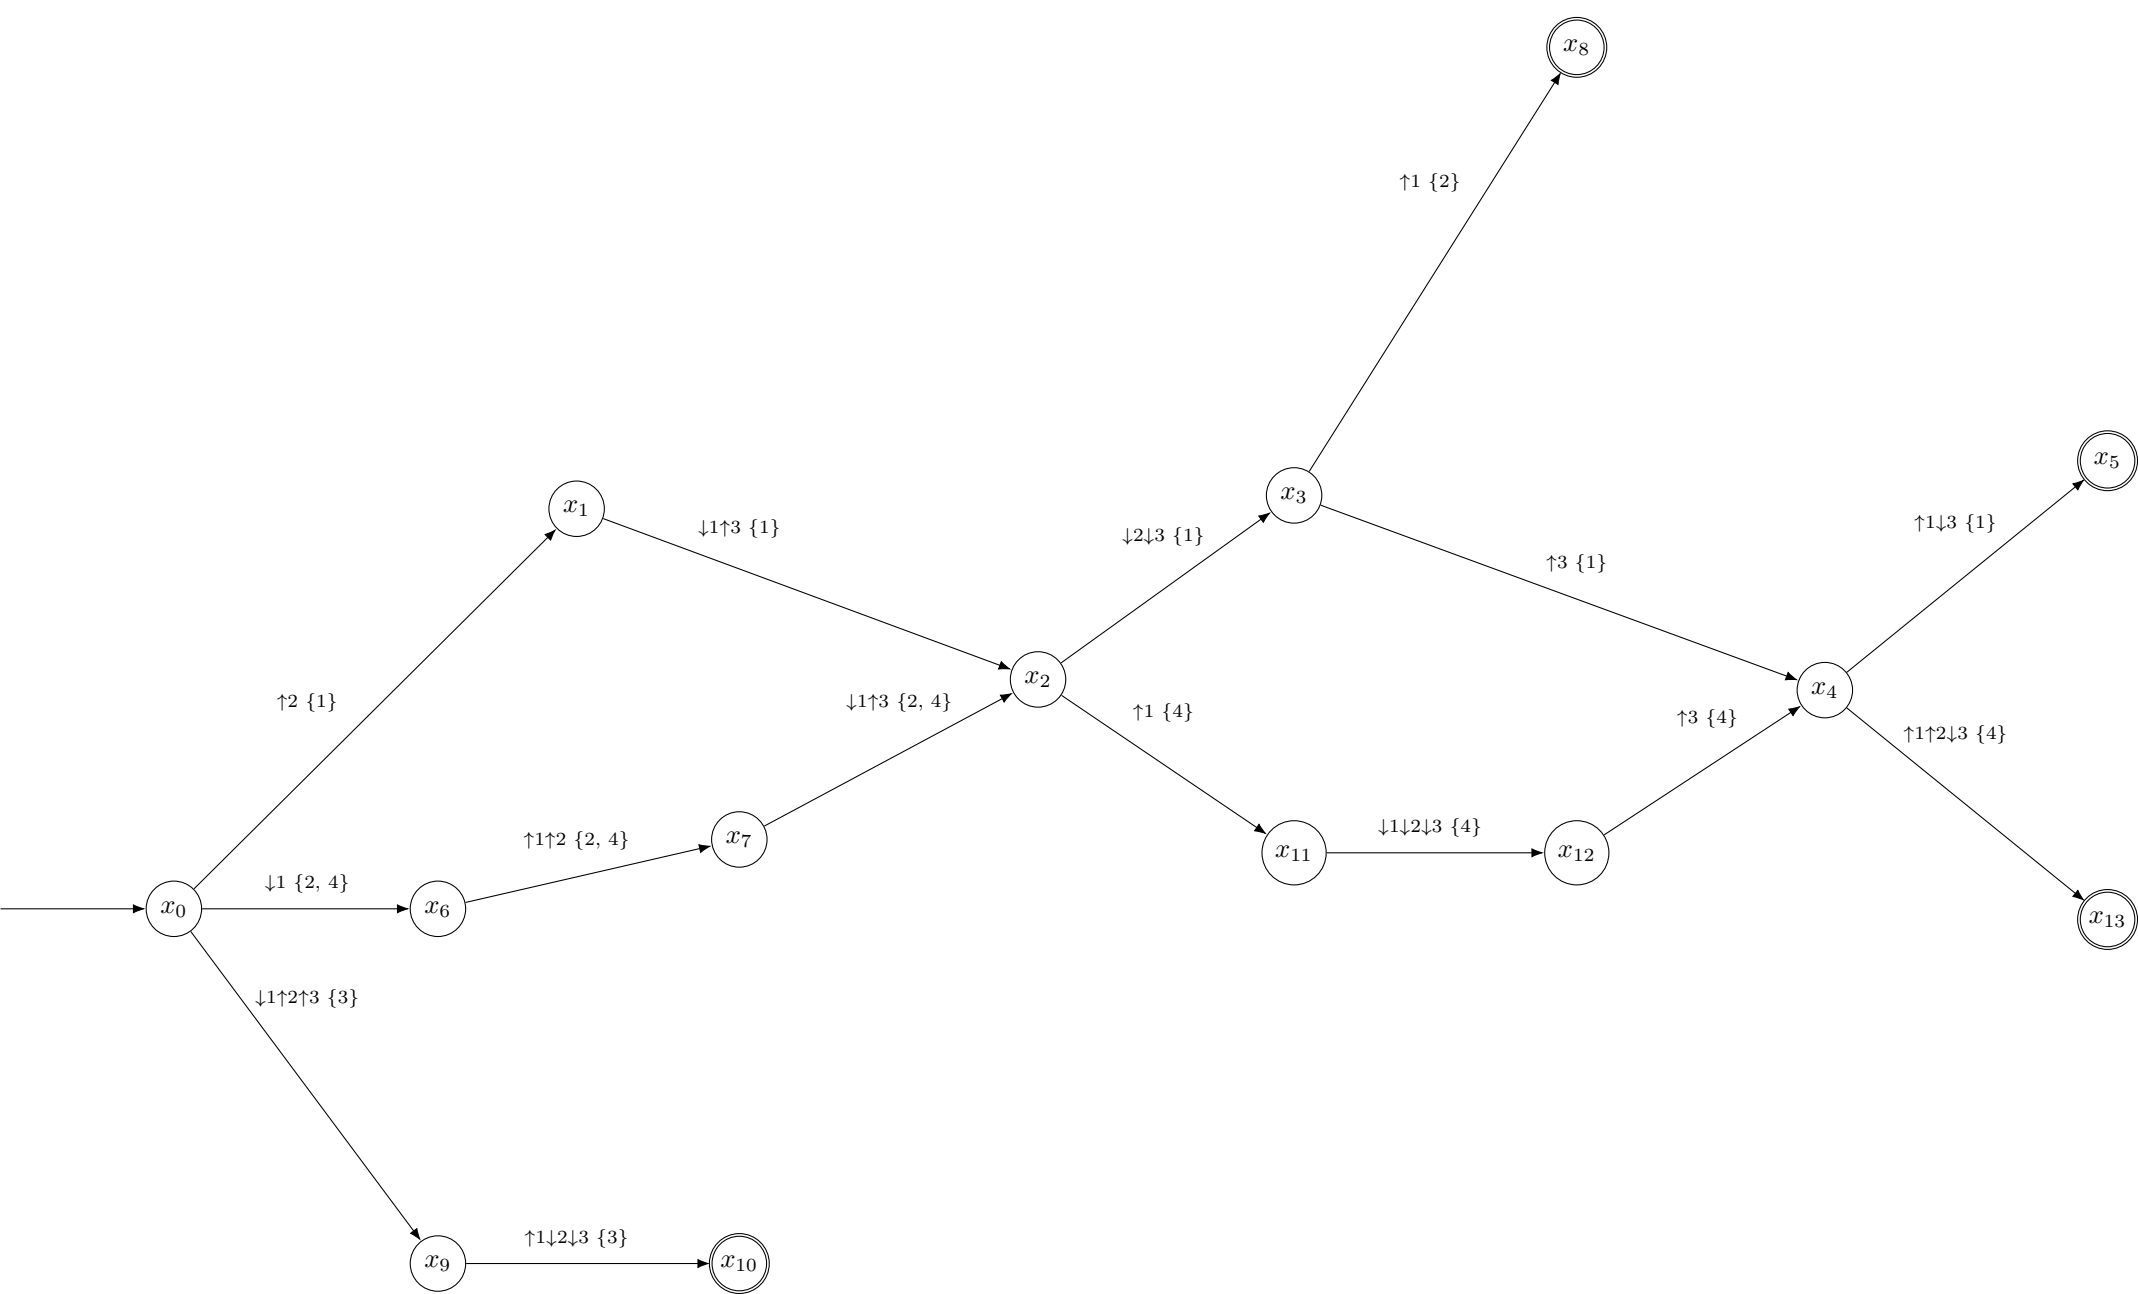 x₈
↑1 {2}
x₅
x₃
x₁
↑1↓3 {1}
↓1↑3 {1}
↓2↓3 {1}
↑3 {1}
x₂
x₄
↑2 {1}
↓1↑3 {2, 4}
↑1 {4}
↑3 {4}
↑1↑2↓3 {4}
↑1↑2 {2, 4}
x₇
↓1↓2↓3 {4}
x₁₁
x₁₂
↓1 {2, 4}
x₀
x₆
x₁₃
↓1↑2↑3 {3}
↑1↓2↓3 {3}
x₉
x₁₀